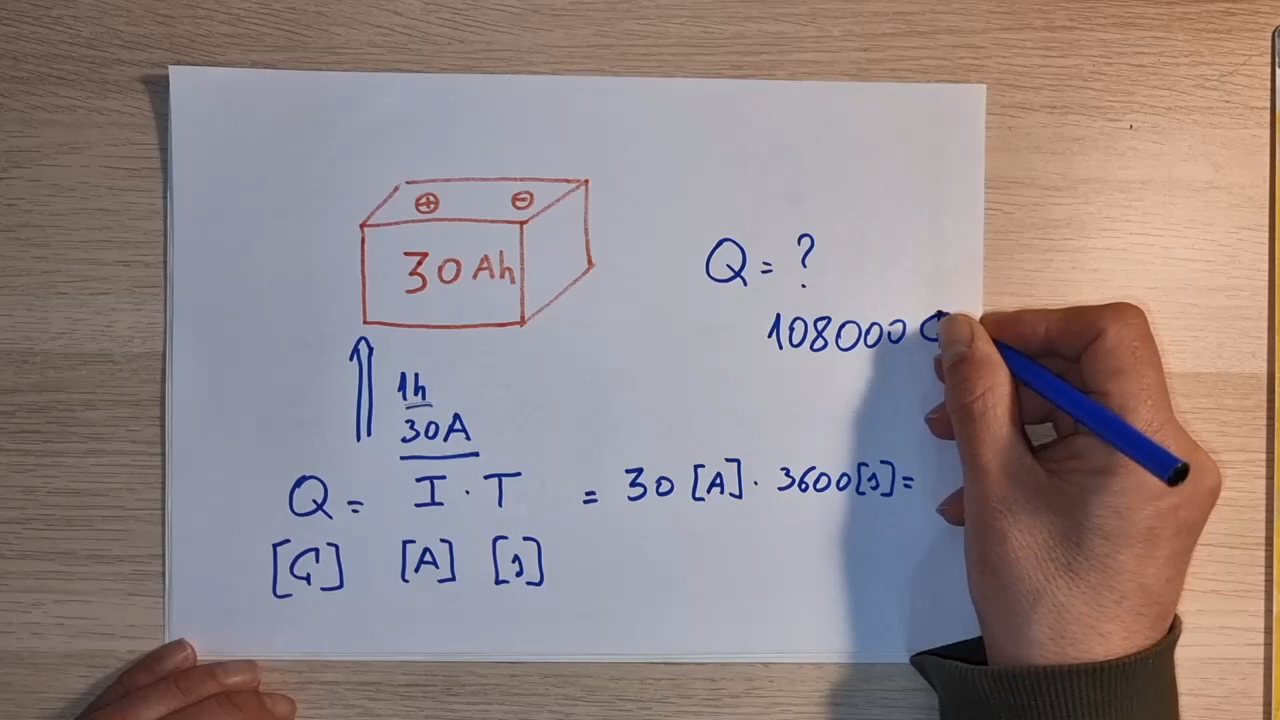 ⊕ ⊖
30Ah
Q = ?
108000 C
1h
30A
Q = I · T = 30 [A] · 3600[s] =
[C] [A] [s]